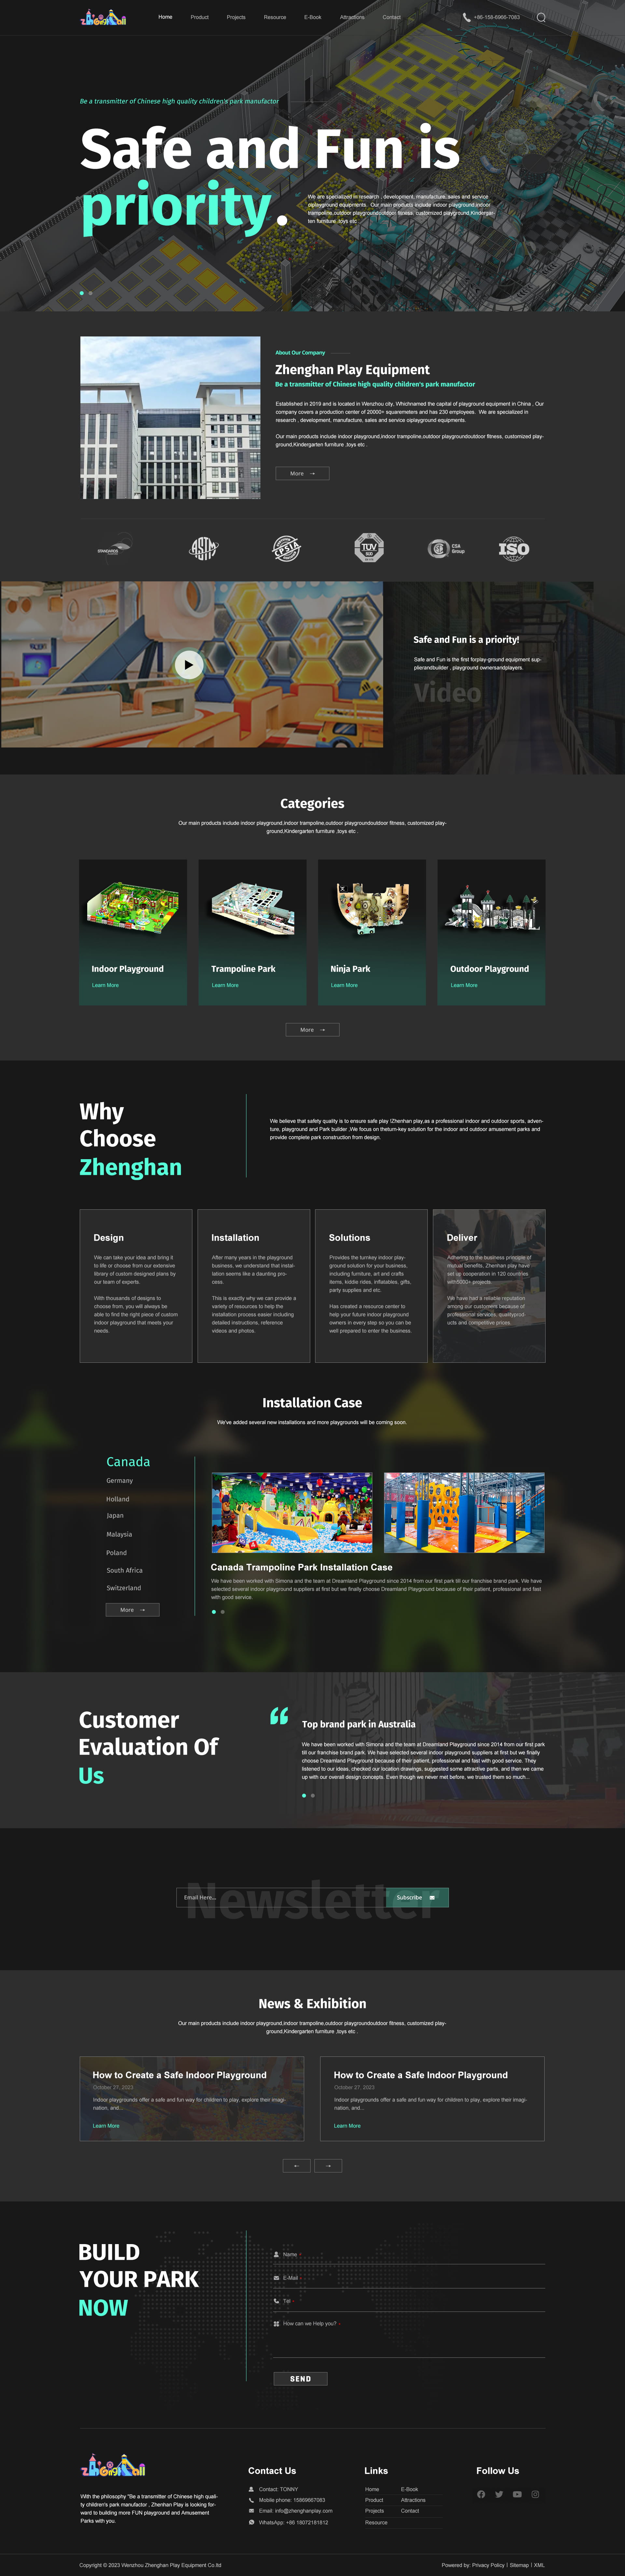 Home Product Projects Resource E-Book Attractions Contact +86-158-6966-7083
Be a transmitter of Chinese high quality children's park manufactor
Safe and Fun is
priority.
We are specialized in research , development, manufacture, sales and service
oiplayground equipments. Our main products include indoor playground,indoor
trampoline,outdoor playgroundoutdoor fitness, customized playground,Kindergar-
ten furniture ,toys etc .
About Our Company
Zhenghan Play Equipment
Be a transmitter of Chinese high quality children's park manufactor
Established in 2019 and is located in Wenzhou city, Whichnamed the capital of playground equipment in China , Our
company covers a production center of 20000+ squaremeters and has 230 employees. We are specialized in
research , development, manufacture, sales and service oiplayground equipments.
Our main products include indoor playground,indoor trampoline,outdoor playgroundoutdoor fitness, customized play-
ground,Kindergarten furniture ,toys etc .
More →
STANDARDS
ASTM
CPSIA
TUV
SUD
CSA
Group
ISO
Safe and Fun is a priority!
Safe and Fun is the first forplay-ground equipment sup-
plierandbuilder , playground ownersandplayers.
Video
Categories
Our main products include indoor playground,indoor trampoline,outdoor playgroundoutdoor fitness, customized play-
ground,Kindergarten furniture ,toys etc .
Indoor Playground
Learn More
Trampoline Park
Learn More
Ninja Park
Learn More
Outdoor Playground
Learn More
More →
Why
Choose
Zhenghan
We believe that safety quality is to ensure safe play !Zhenhan play,as a professional indoor and outdoor sports, adven-
ture, playground and Park builder ,We focus on theturn-key solution for the indoor and outdoor amusement parks and
provide complete park construction from design.
Design
We can take your idea and bring it
to life or choose from our extensive
library of custom designed plans by
our team of experts.
With thousands of designs to
choose from, you will always be
able to find the right piece of custom
indoor playground that meets your
needs.
Installation
After many years in the playground
business, we understand that instal-
lation seems like a daunting pro-
cess.
This is exactly why we can provide a
variety of resources to help the
installation process easier including
detailed instructions, reference
videos and photos.
Solutions
Provides the turnkey indoor play-
ground solution for your business,
including furniture, art and crafts
items, kiddie rides, inflatables, gifts,
party supplies and etc.
Has created a resource center to
help your future indoor playground
owners in every step so you can be
well prepared to enter the business.
Deliver
Adhering to the business principle of
mutual benefits, Zhenhan play have
set up cooperation in 120 countries
with5000+ projects.
We have had a reliable reputation
among our customers because of
professional services, qualityprod-
ucts and competitive prices.
Installation Case
We've added several new installations and more playgrounds will be coming soon.
Canada
Germany
Holland
Japan
Malaysia
Poland
South Africa
Switzerland
More →
Canada Trampoline Park Installation Case
We have been worked with Simona and the team at Dreamland Playground since 2014 from our first park till our franchise brand park. We have
selected several indoor playground suppliers at first but we finally choose Dreamland Playground because of their patient, professional and fast
with good service.
Customer
Evaluation Of
Us
Top brand park in Australia
We have been worked with Simona and the team at Dreamland Playground since 2014 from our first park
till our franchise brand park. We have selected several indoor playground suppliers at first but we finally
choose Dreamland Playground because of their patient, professional and fast with good service. They
listened to our ideas, checked our location drawings, suggested some attractive parts, and then we came
up with our overall design concepts. Even though we never met before, we trusted them so much...
Newsletter
Email Here... Subscribe
News & Exhibition
Our main products include indoor playground,indoor trampoline,outdoor playgroundoutdoor fitness, customized play-
ground,Kindergarten furniture ,toys etc .
How to Create a Safe Indoor Playground
October 27, 2023
Indoor playgrounds offer a safe and fun way for children to play, explore their imagi-
nation, and...
Learn More
How to Create a Safe Indoor Playground
October 27, 2023
Indoor playgrounds offer a safe and fun way for children to play, explore their imagi-
nation, and...
Learn More
← →
BUILD
YOUR PARK
NOW
Name *
E-Mail *
Tel *
How can we Help you? *
SEND
With the philosophy "Be a transmitter of Chinese high quali-
ty children's park manufactor , Zhenhan Play is looking for-
ward to building more FUN playground and Amusement
Parks with you.
Contact Us
Contact: TONNY
Mobile phone: 15869667083
Email: info@zhenghanplay.com
WhatsApp: +86 18072181812
Links
Home E-Book
Product Attractions
Projects Contact
Resource
Follow Us
Copyright © 2023 Wenzhou Zhenghan Play Equipment Co.ltd
Powered by: Privacy Policy | Sitemap | XML